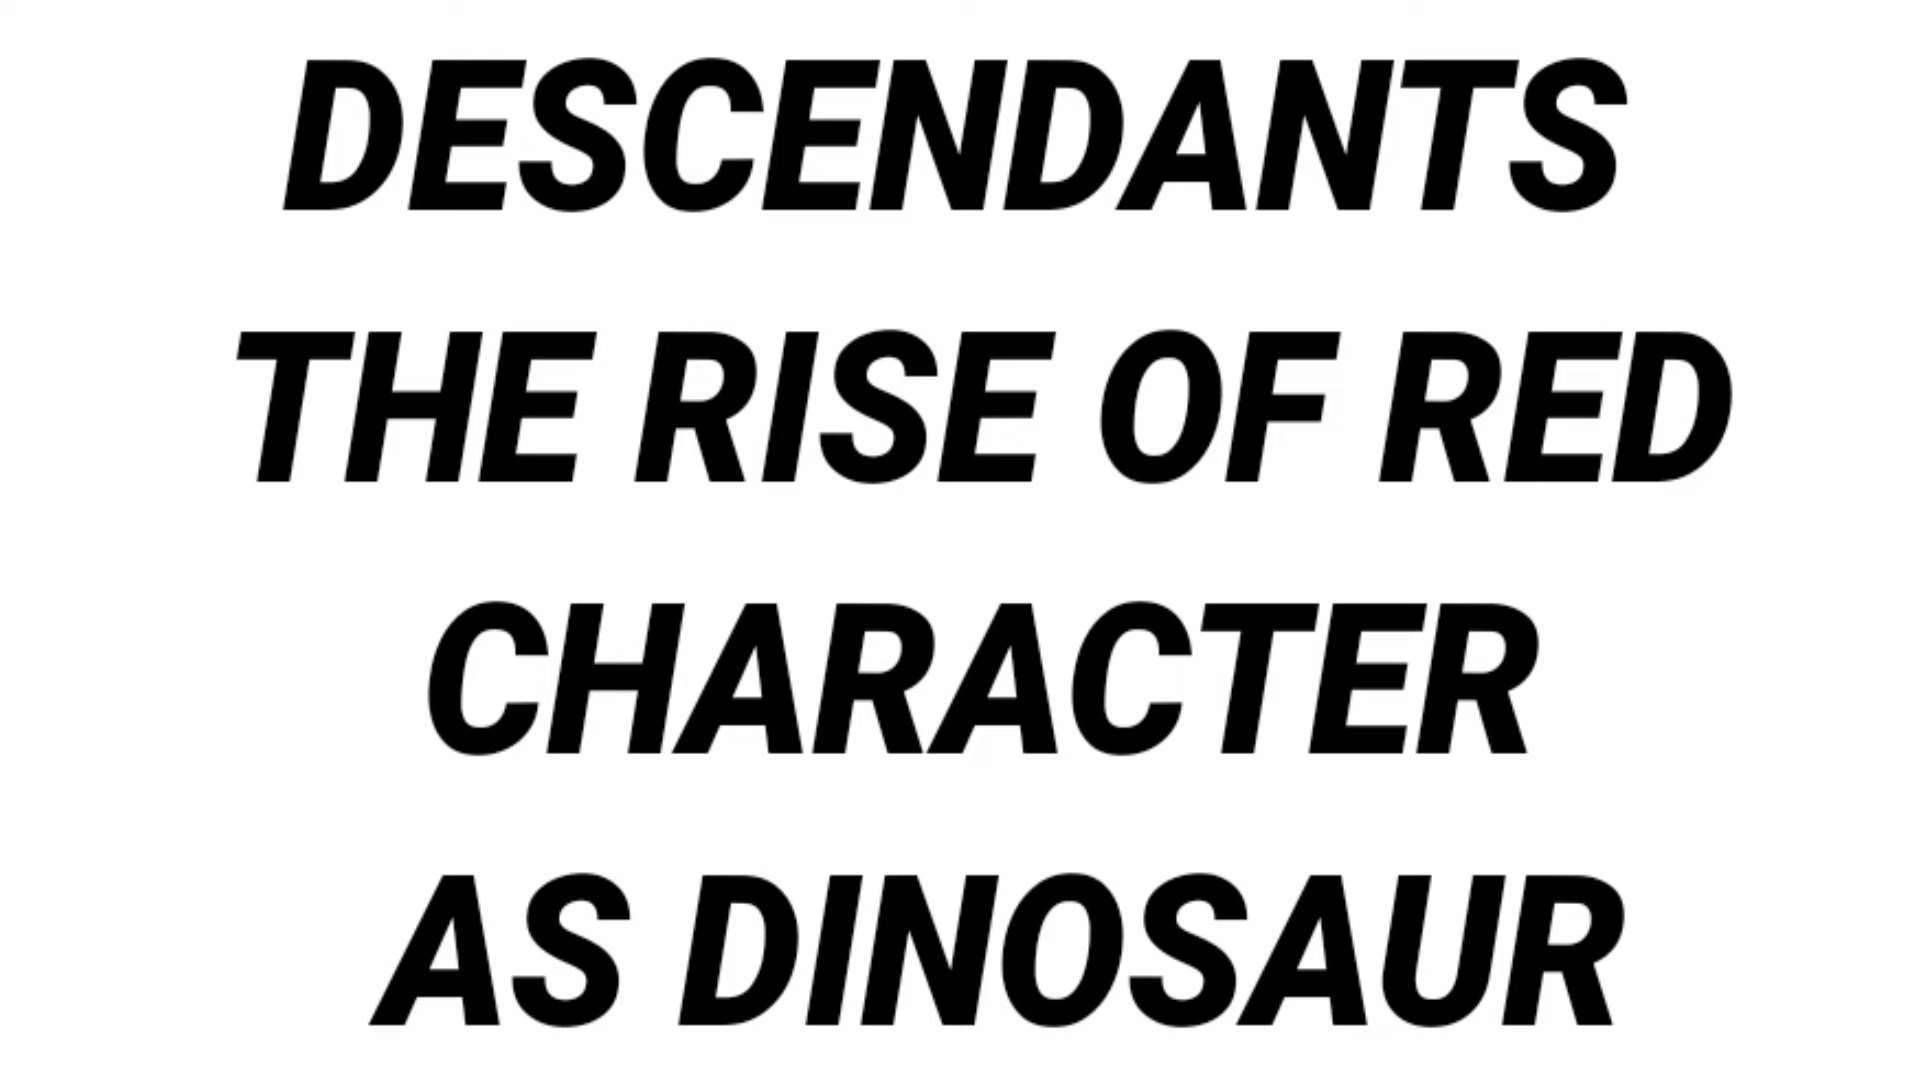 DESCENDANTS
THE RISE OF RED
CHARACTER
AS DINOSAUR